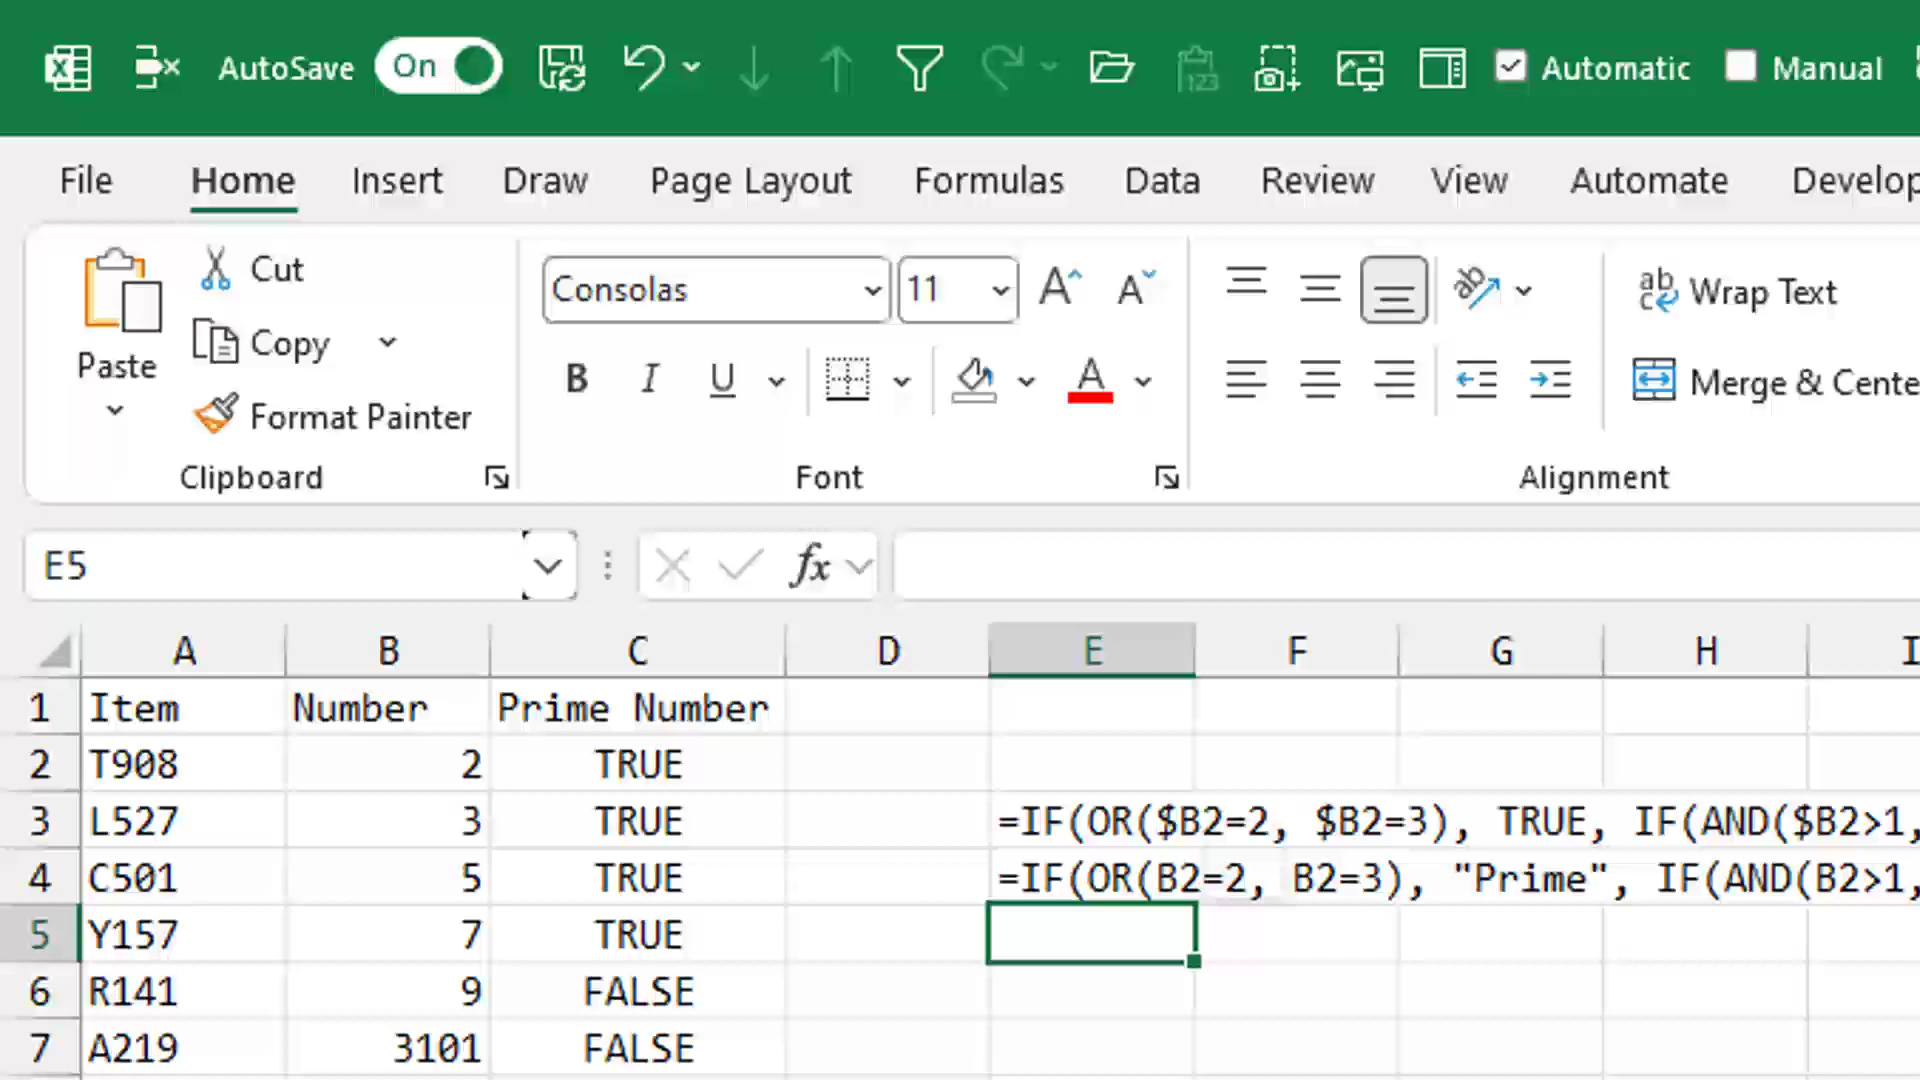 AutoSave On Automatic Manual
File Home Insert Draw Page Layout Formulas Data Review View Automate Develop
Cut
Copy
Paste
Format Painter
Clipboard
Consolas 11
B I U
Font
Wrap Text
Merge & Cente
Alignment
E5 fx
A B C D E F G H I
1 Item Number Prime Number
2 T908 2 TRUE
3 L527 3 TRUE =IF(OR($B2=2, $B2=3), TRUE, IF(AND($B2>1,
4 C501 5 TRUE =IF(OR(B2=2, B2=3), "Prime", IF(AND(B2>1,
5 Y157 7 TRUE
6 R141 9 FALSE
7 A219 3101 FALSE